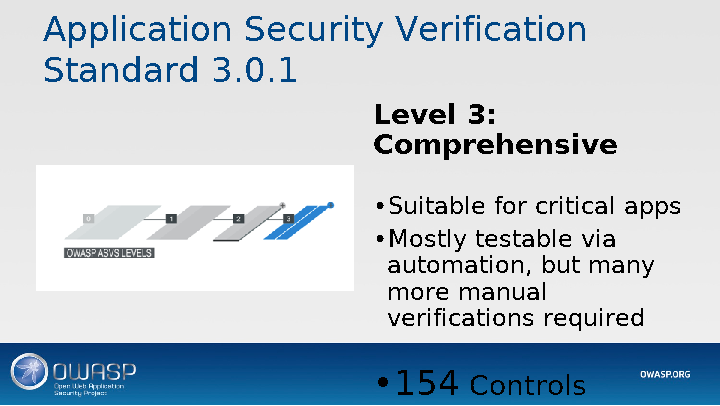 Application Security Verification
Standard 3.0.1
Level 3:
Comprehensive
•Suitable for critical apps
•Mostly testable via
automation, but many
more manual
verifications required
0 1 2 3
OWASP ASVS LEVELS
•154 Controls
OWASP
Open Web Application
Security Project
OWASP.ORG